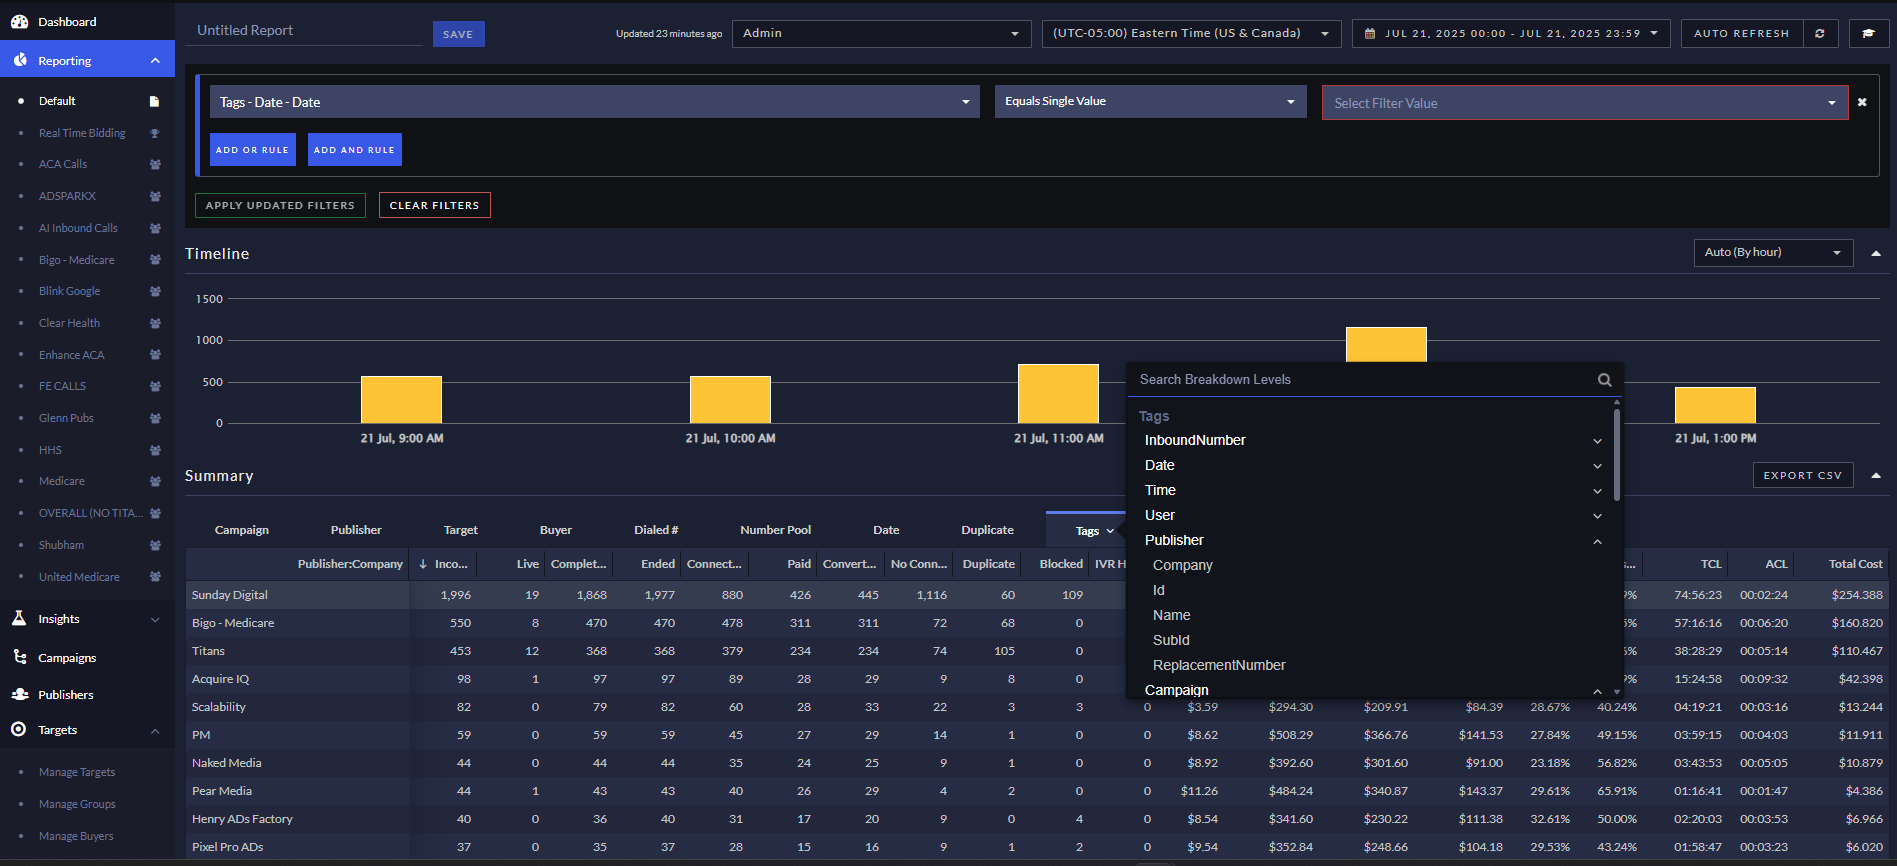 Dashboard
Reporting
Default
Real Time Bidding
ACA Calls
ADSPARKX
AI Inbound Calls
Bigo - Medicare
Blink Google
Clear Health
Enhance ACA
FE CALLS
Glenn Pubs
HHS
Medicare
OVERALL (NO TITA...
Shubham
United Medicare
Insights
Campaigns
Publishers
Targets
Manage Targets
Manage Groups
Manage Buyers
Untitled Report SAVE Updated 23 minutes ago Admin (UTC-05:00) Eastern Time (US & Canada) JUL 21, 2025 00:00 - JUL 21, 2025 23:59 AUTO REFRESH
Tags - Date - Date Equals Single Value Select Filter Value
ADD OR RULE ADD AND RULE
APPLY UPDATED FILTERS CLEAR FILTERS
Timeline Auto (By hour)
1500
1000
500
0
21 Jul, 9:00 AM 21 Jul, 10:00 AM 21 Jul, 11:00 AM 21 Jul, 1:00 PM
Search Breakdown Levels
Tags
InboundNumber
Date
Time
User
Publisher
Company
Id
Name
SubId
ReplacementNumber
Campaign
Summary EXPORT CSV
Campaign Publisher Target Buyer Dialed # Number Pool Date Duplicate Tags
Publisher:Company Inco... Live Complet... Ended Connect... Paid Convert... No Conn... Duplicate Blocked IVR H s... TCL ACL Total Cost
Sunday Digital 1,996 19 1,868 1,977 880 426 445 1,116 60 109 9% 74:56:23 00:02:24 $254.388
Bigo - Medicare 550 8 470 470 478 311 311 72 68 0 % 57:16:16 00:06:20 $160.820
Titans 453 12 368 368 379 234 234 74 105 0 % 38:28:29 00:05:14 $110.467
Acquire IQ 98 1 97 97 89 28 29 9 8 0 9% 15:24:58 00:09:32 $42.398
Scalability 82 0 79 82 60 28 33 22 3 3 0 $3.59 $294.30 $209.91 $84.39 28.67% 40.24% 04:19:21 00:03:16 $13.244
PM 59 0 59 59 45 27 29 14 1 0 0 $8.62 $508.29 $366.76 $141.53 27.84% 49.15% 03:59:15 00:04:03 $11.911
Naked Media 44 0 44 44 35 24 25 9 1 0 0 $8.92 $392.60 $301.60 $91.00 23.18% 56.82% 03:43:53 00:05:05 $10.879
Pear Media 44 1 43 43 40 26 29 4 2 0 0 $11.26 $484.24 $340.87 $143.37 29.61% 65.91% 01:16:41 00:01:47 $4.386
Henry ADs Factory 40 0 36 40 31 17 20 9 0 4 0 $8.54 $341.60 $230.22 $111.38 32.61% 50.00% 02:20:03 00:03:53 $6.966
Pixel Pro ADs 37 0 35 37 28 15 16 9 1 2 0 $9.54 $352.84 $248.66 $104.18 29.53% 43.24% 01:58:47 00:03:23 $6.020